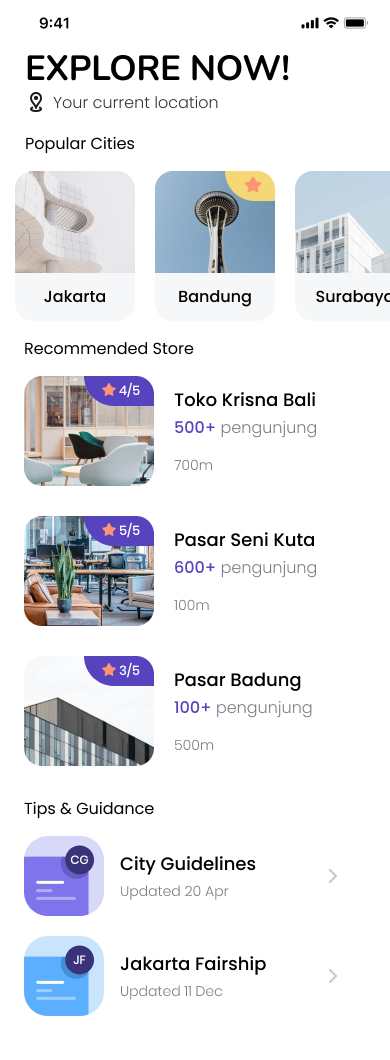 9:41
EXPLORE NOW!
Your current location
Popular Cities
Jakarta
Bandung
Surabaya
Recommended Store
4/5
Toko Krisna Bali
500+ pengunjung
700m
5/5
Pasar Seni Kuta
600+ pengunjung
100m
3/5
Pasar Badung
100+ pengunjung
500m
Tips & Guidance
CG
City Guidelines
Updated 20 Apr
JF
Jakarta Fairship
Updated 11 Dec